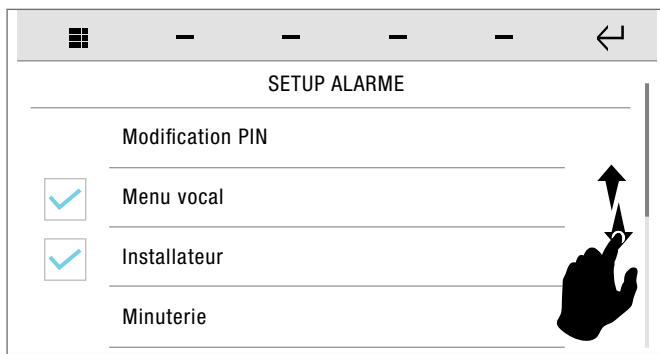 SETUP ALARME
Modification PIN
Menu vocal
Installateur
Minuterie